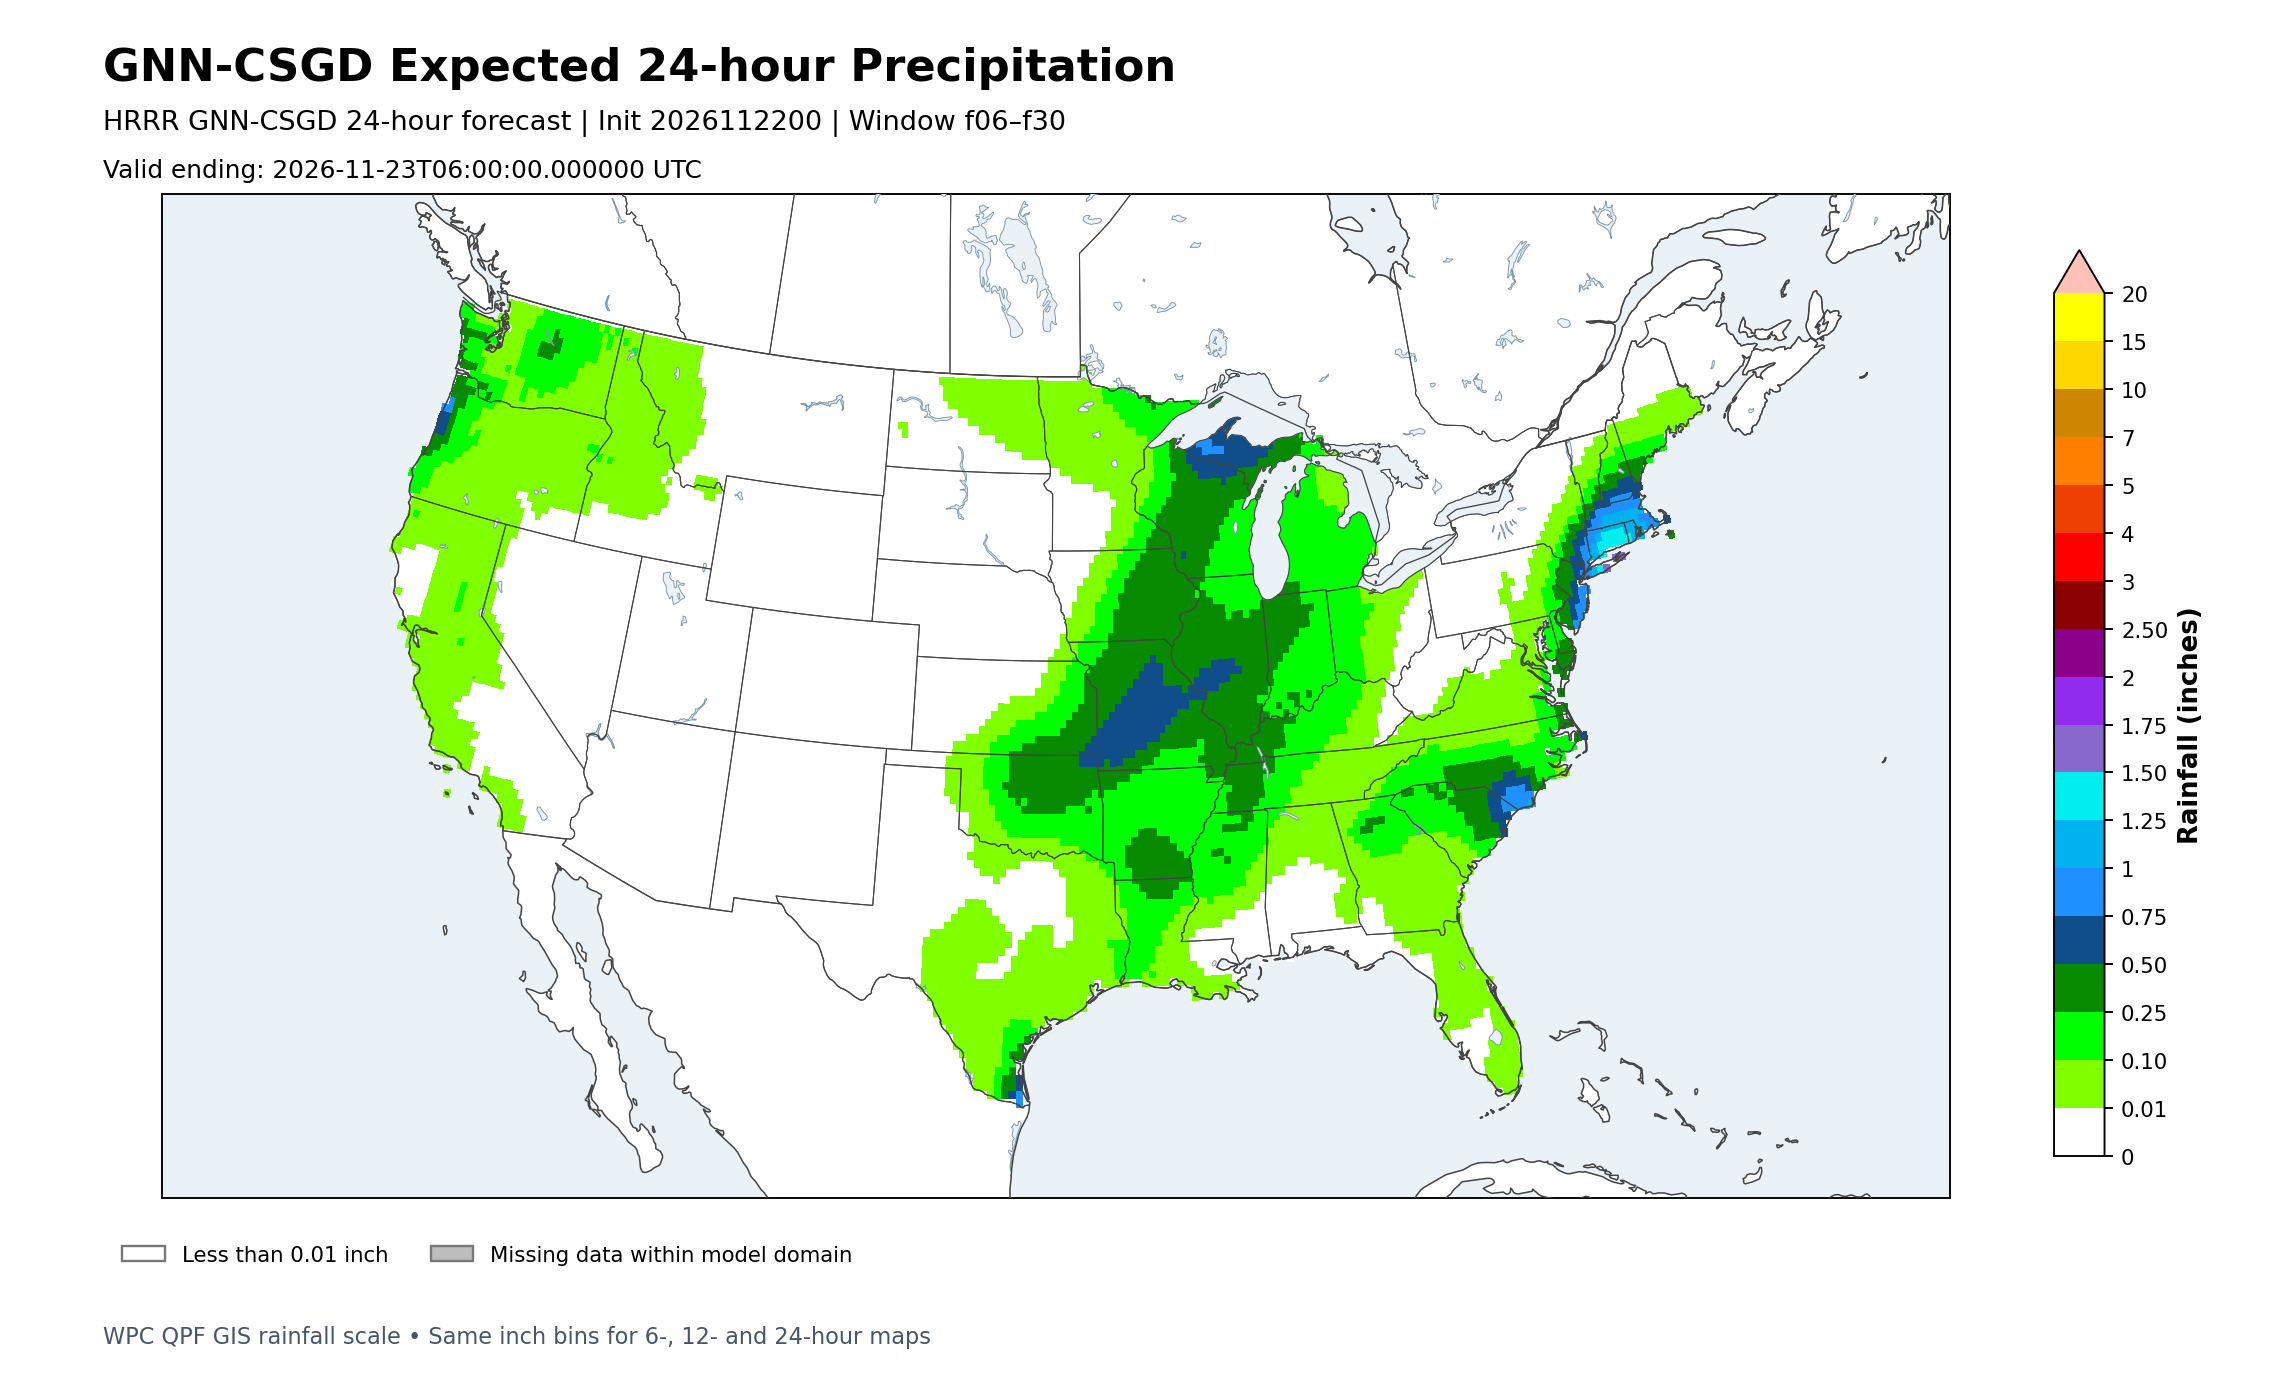 GNN-CSGD Expected 24-hour Precipitation
HRRR GNN-CSGD 24-hour forecast | Init 2026112200 | Window f06–f30
Valid ending: 2026-11-23T06:00:00.000000 UTC
20
15
10
7
5
4
3
2.50
2
1.75
1.50
1.25
1
0.75
0.50
0.25
0.10
0.01
0
Rainfall (inches)
Less than 0.01 inch
Missing data within model domain
WPC QPF GIS rainfall scale • Same inch bins for 6-, 12- and 24-hour maps